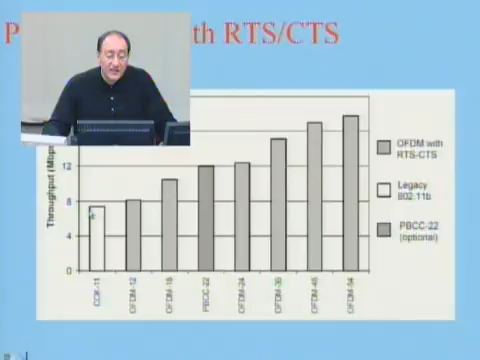 th RTS/CTS
Throughput (Mbp
12
8
4
0
CCK-11
OFDM-12
OFDM-18
PBCC-22
OFDM-24
OFDM-36
OFDM-48
OFDM-54
OFDM with
RTS-CTS
Legacy
802.11b
PBCC-22
(optional)